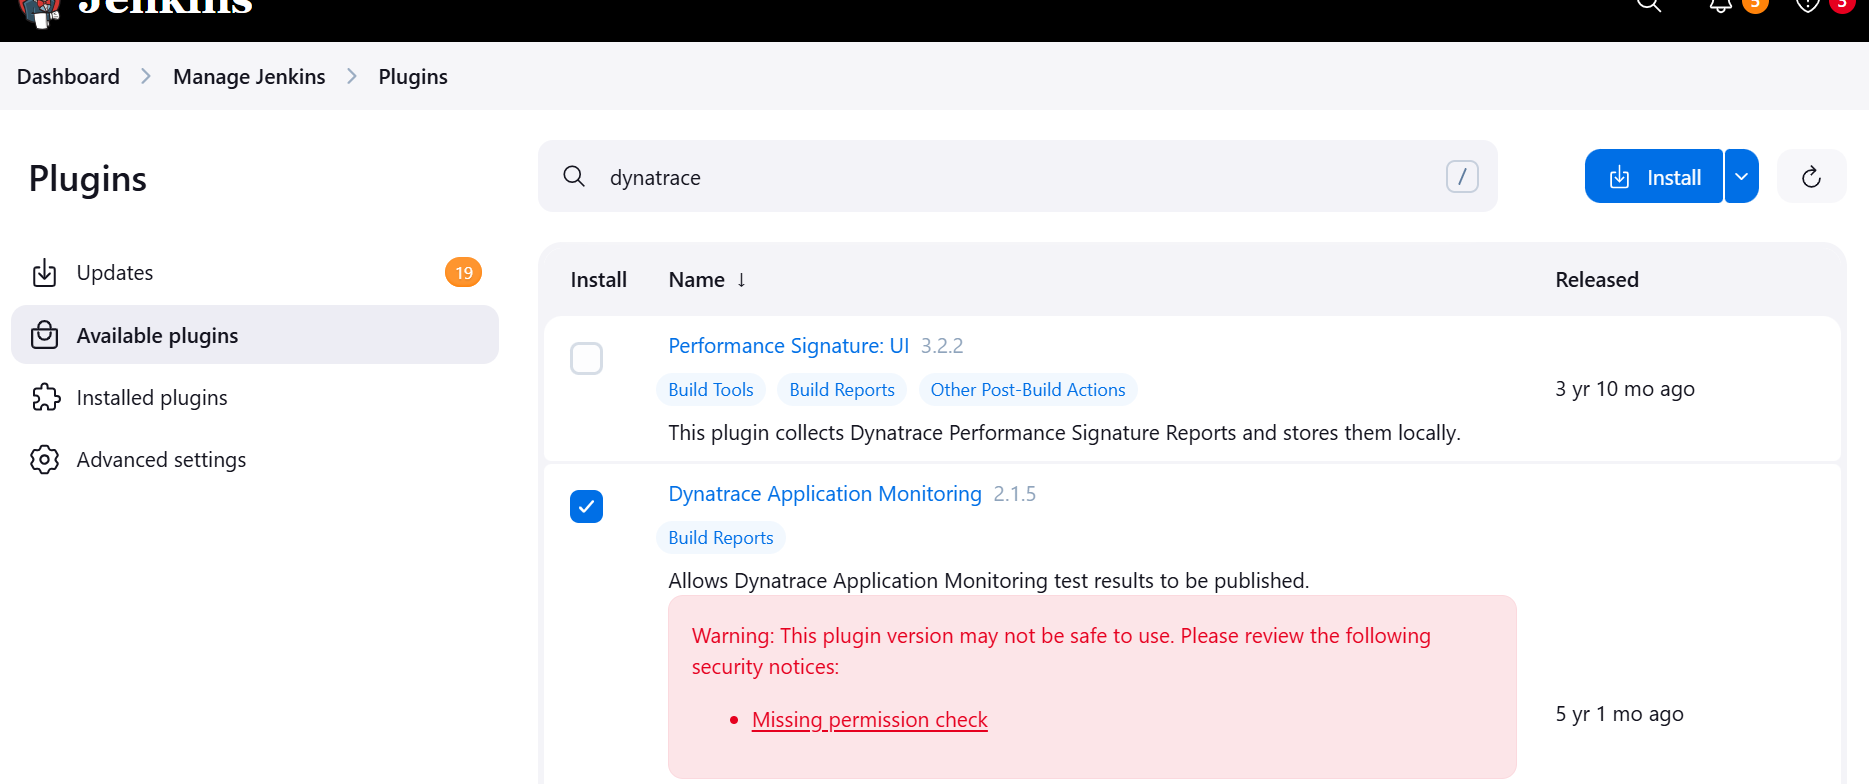 Jenkins
5
3
Dashboard > Manage Jenkins > Plugins
Plugins
dynatrace /
Install
Updates 19
Available plugins
Installed plugins
Advanced settings
Install Name ↓ Released
Performance Signature: UI 3.2.2
Build Tools Build Reports Other Post-Build Actions
3 yr 10 mo ago
This plugin collects Dynatrace Performance Signature Reports and stores them locally.
Dynatrace Application Monitoring 2.1.5
Build Reports
Allows Dynatrace Application Monitoring test results to be published.
Warning: This plugin version may not be safe to use. Please review the following
security notices:
• Missing permission check
5 yr 1 mo ago